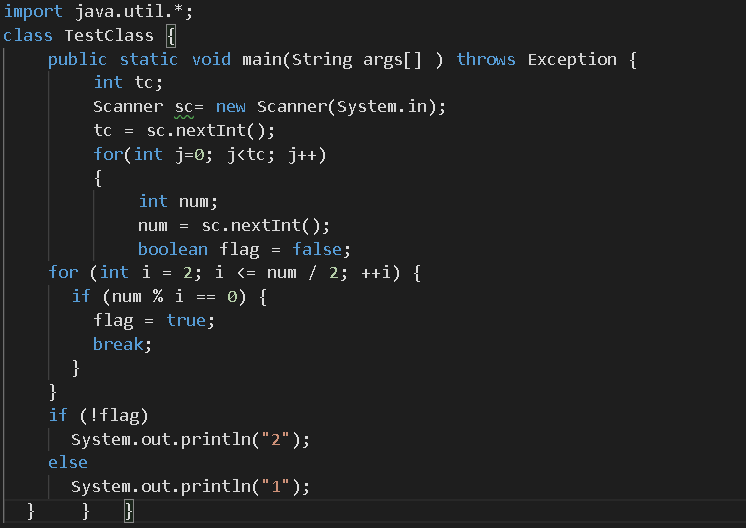 import java.util.*;
class TestClass {
    public static void main(String args[] ) throws Exception {
        int tc;
        Scanner sc= new Scanner(System.in);
        tc = sc.nextInt();
        for(int j=0; j<tc; j++)
        {
            int num;
            num = sc.nextInt();
            boolean flag = false;
    for (int i = 2; i <= num / 2; ++i) {
      if (num % i == 0) {
        flag = true;
        break;
      }
    }
    if (!flag)
      System.out.println("2");
    else
      System.out.println("1");
  }    }   }